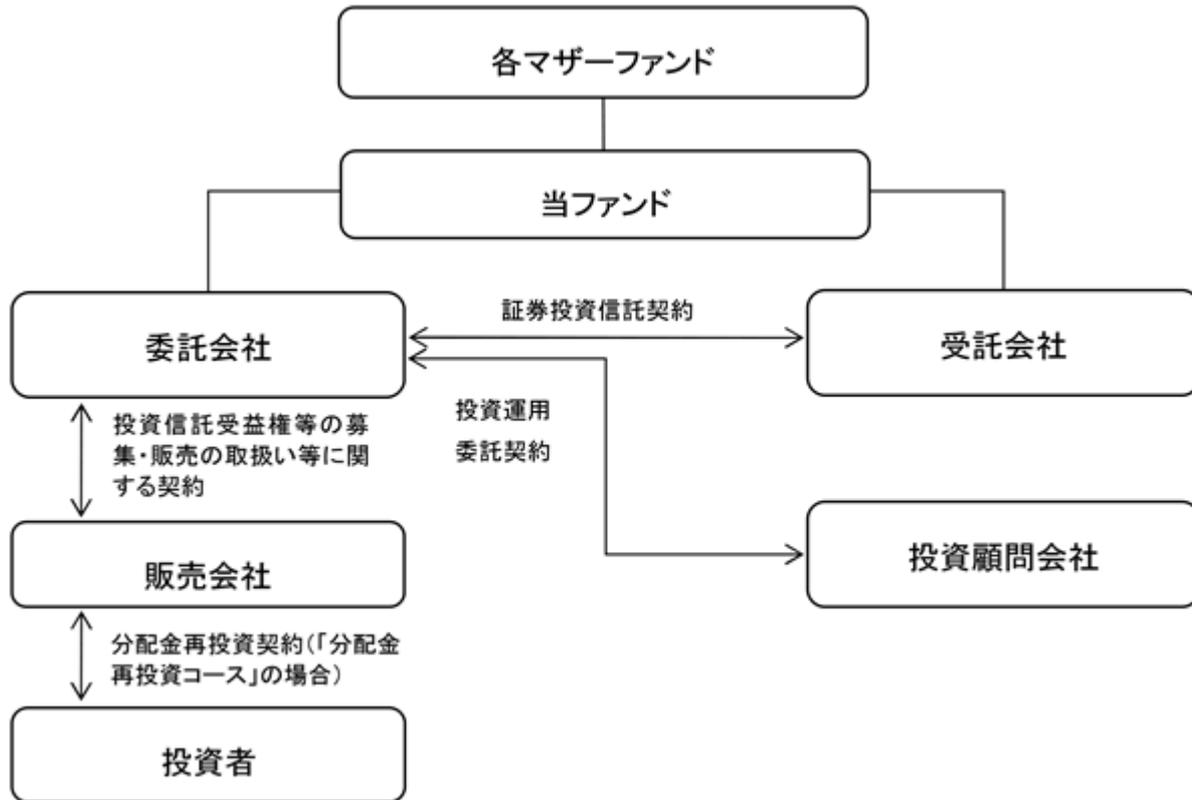 各マザーファンド
当ファンド
証券投資信託契約
委託会社
受託会社
投資信託受益権等の募
集・販売の取扱い等に関
する契約
投資運用
委託契約
販売会社
投資顧問会社
分配金再投資契約(「分配金
再投資コース」の場合)
投資者